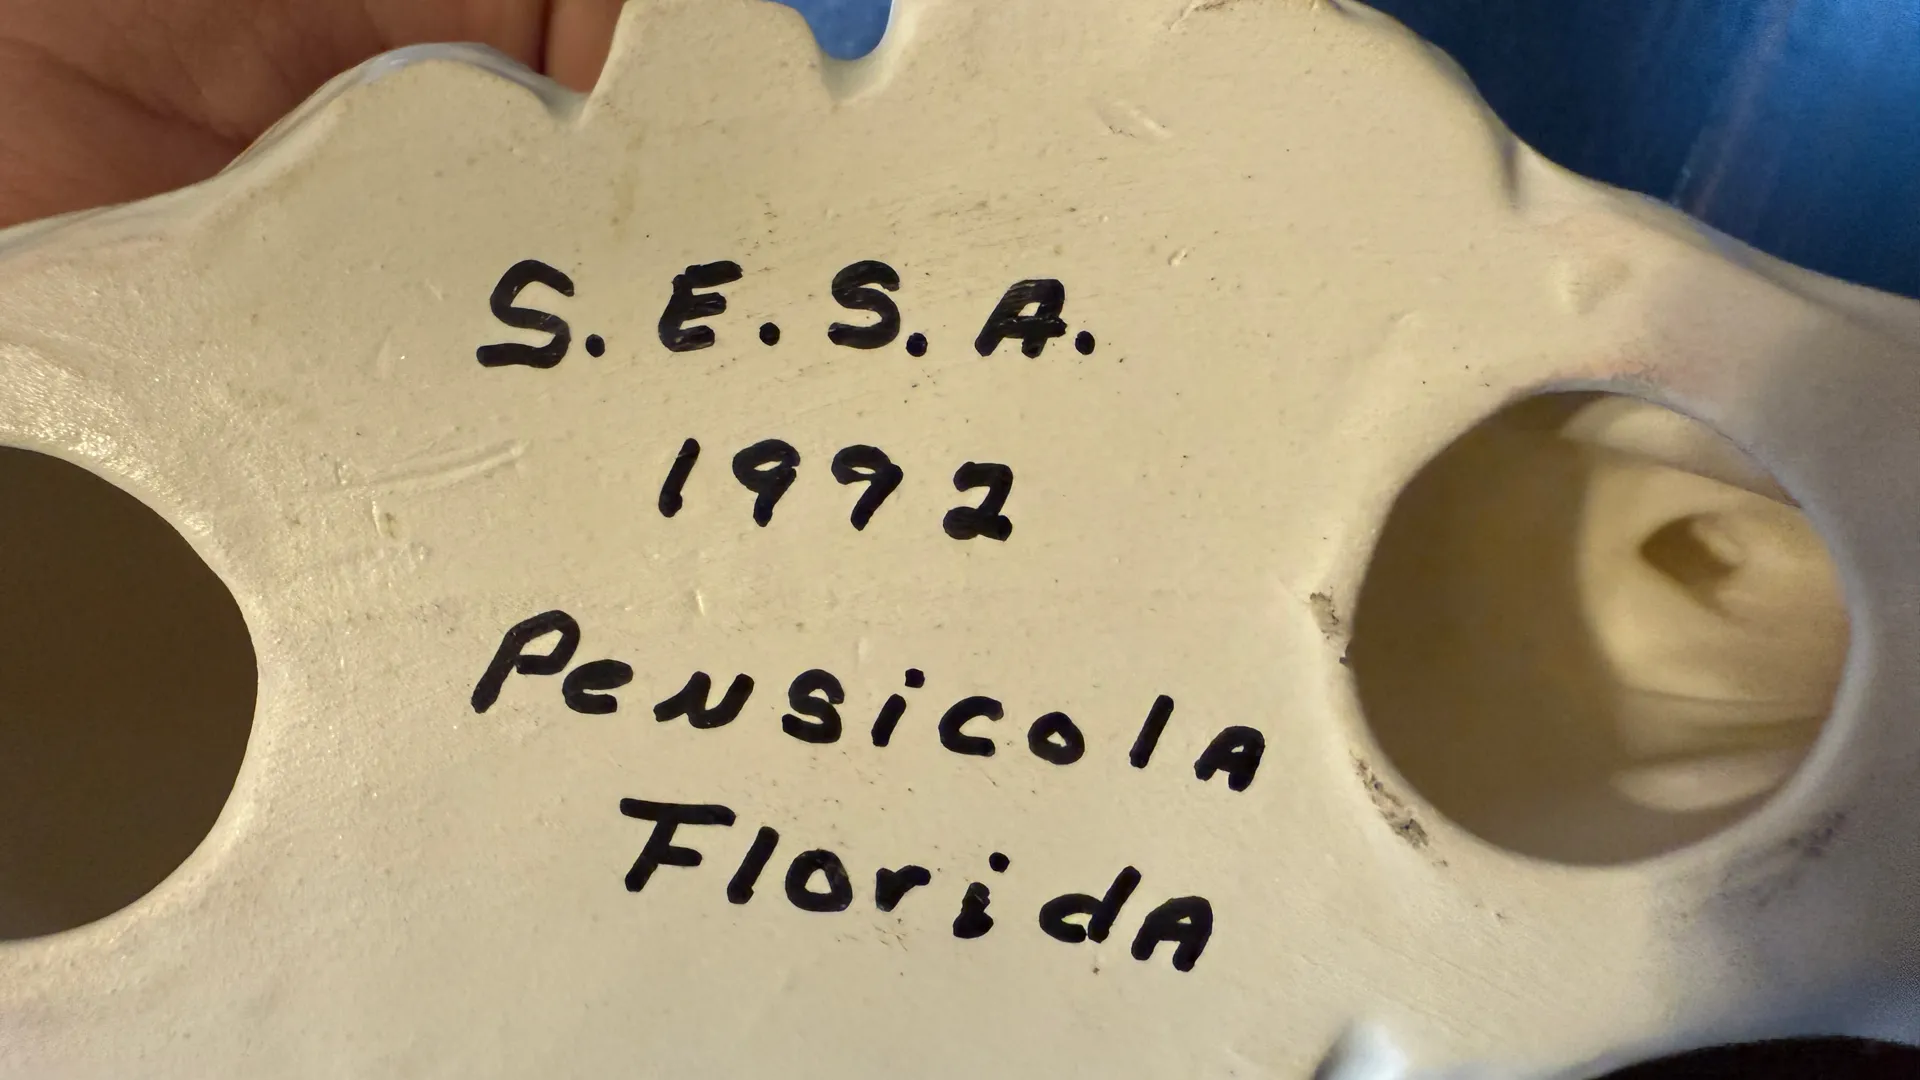 S.E.S.A.
1992
PensicolA
FloridA